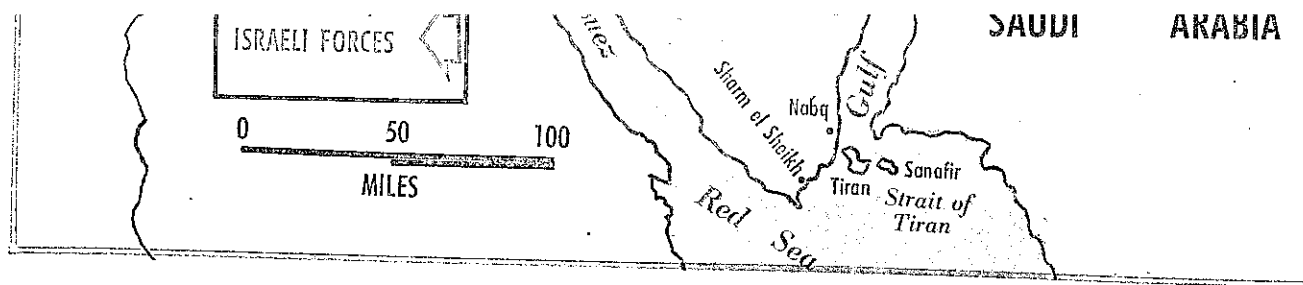 SAUDI ARABIA
ISRAELI FORCES
Suez
Gulf
Sharm el Sheikh
Nabq
0 50 100
MILES
Tiran
Sanafir
Strait of
Tiran
Red Sea